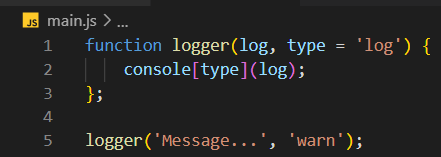 JS main.js > ...
1 function logger(log, type = 'log') {
2     console[type](log);
3 };
4
5 logger('Message...', 'warn');